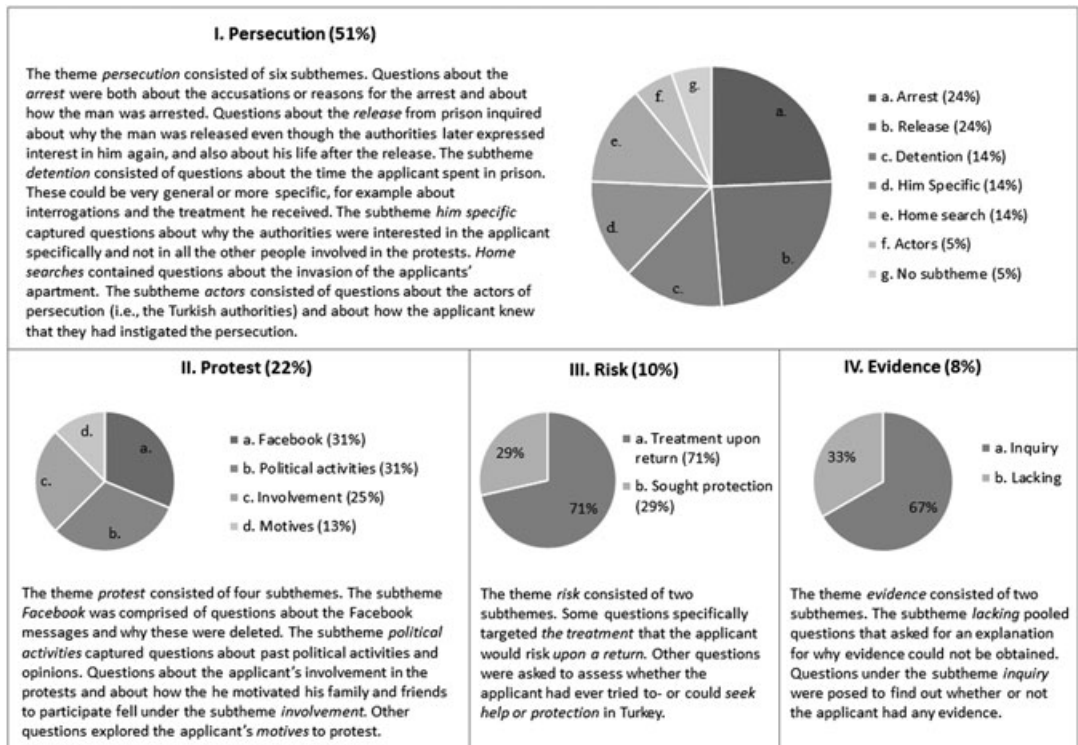 I. Persecution (51%)
The theme persecution consisted of six subthemes. Questions about the
arrest were both about the accusations or reasons for the arrest and about
how the man was arrested. Questions about the release from prison inquired
about why the man was released even though the authorities later expressed
interest in him again, and also about his life after the release. The subtheme
detention consisted of questions about the time the applicant spent in prison.
These could be very general or more specific, for example about
interrogations and the treatment he received. The subtheme him specific
captured questions about why the authorities were interested in the applicant
specifically and not in all the other people involved in the protests. Home
searches contained questions about the invasion of the applicants'
apartment. The subtheme actors consisted of questions about the actors of
persecution (i.e., the Turkish authorities) and about how the applicant knew
that they had instigated the persecution.
a.
b.
c.
d.
e.
f.
g.
a. Arrest (24%)
b. Release (24%)
c. Detention (14%)
d. Him Specific (14%)
e. Home search (14%)
f. Actors (5%)
g. No subtheme (5%)
II. Protest (22%)
a.
b.
c.
d.
a. Facebook (31%)
b. Political activities (31%)
c. Involvement (25%)
d. Motives (13%)
The theme protest consisted of four subthemes. The subtheme
Facebook was comprised of questions about the Facebook
messages and why these were deleted. The subtheme political
activities captured questions about past political activities and
opinions. Questions about the applicant's involvement in the
protests and about how the he motivated his family and friends
to participate fell under the subtheme involvement. Other
questions explored the applicant's motives to protest.
III. Risk (10%)
29%
71%
a. Treatment upon
return (71%)
b. Sought protection
(29%)
The theme risk consisted of two
subthemes. Some questions specifically
targeted the treatment that the applicant
would risk upon a return. Other questions
were asked to assess whether the
applicant had ever tried to- or could seek
help or protection in Turkey.
IV. Evidence (8%)
33%
67%
a. Inquiry
b. Lacking
The theme evidence consisted of two
subthemes. The subtheme lacking pooled
questions that asked for an explanation
for why evidence could not be obtained.
Questions under the subtheme inquiry
were posed to find out whether or not
the applicant had any evidence.